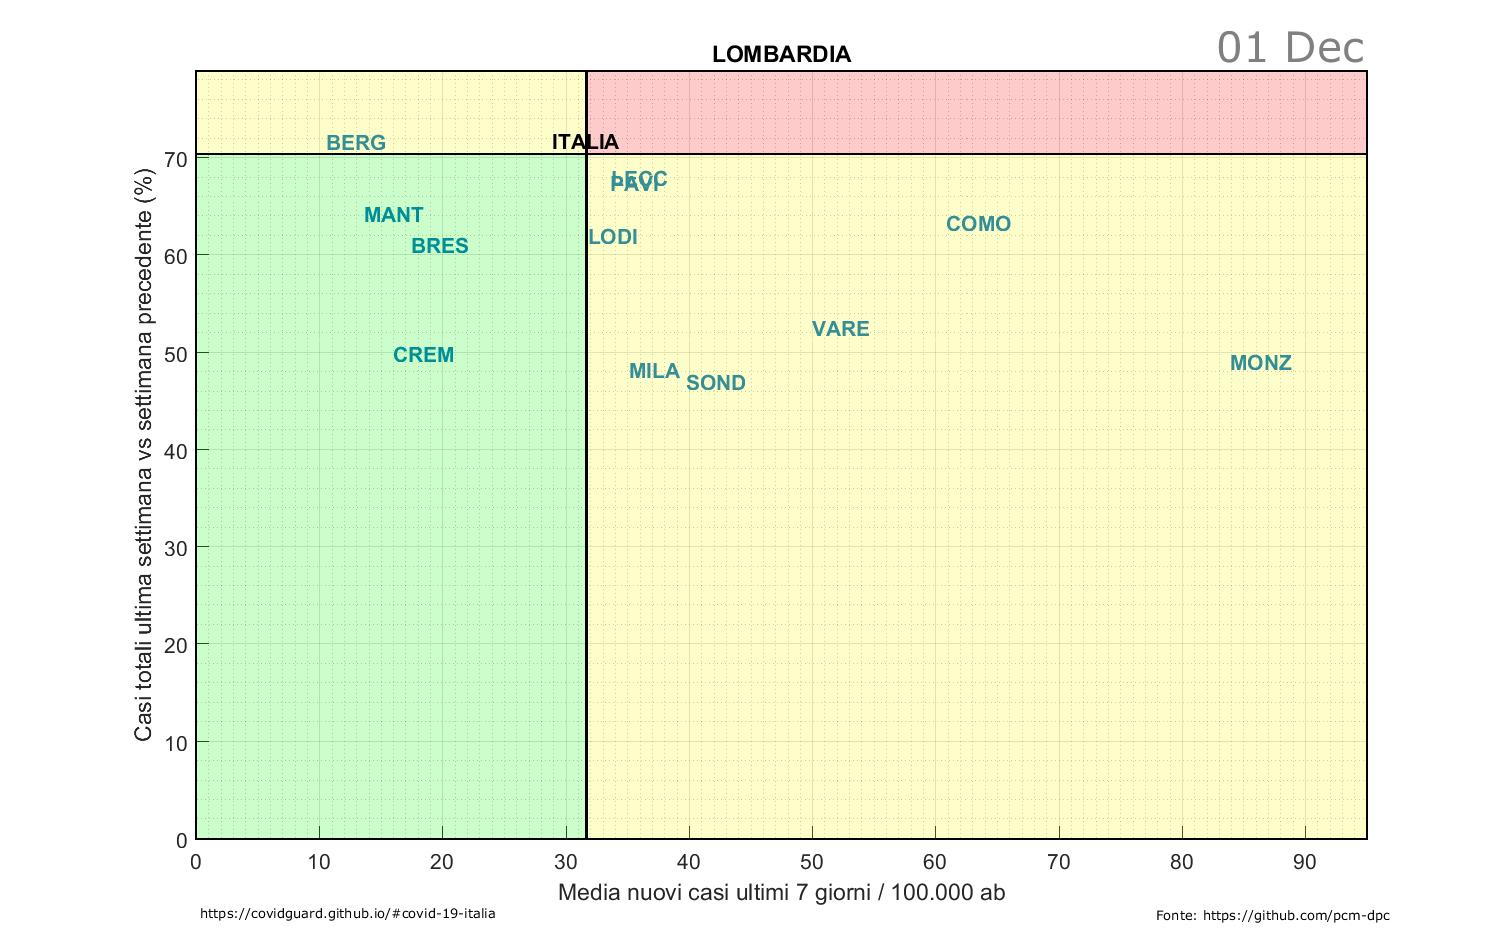 01 Dec
LOMBARDIA
BERG
ITALIA
LECC
PAVI
MANT
COMO
LODI
BRES
VARE
CREM
MONZ
MILA
SOND
Casi totali ultima settimana vs settimana precedente (%)
70
60
50
40
30
20
10
0
0 10 20 30 40 50 60 70 80 90
Media nuovi casi ultimi 7 giorni / 100.000 ab
https://covidguard.github.io/#covid-19-italia
Fonte: https://github.com/pcm-dpc